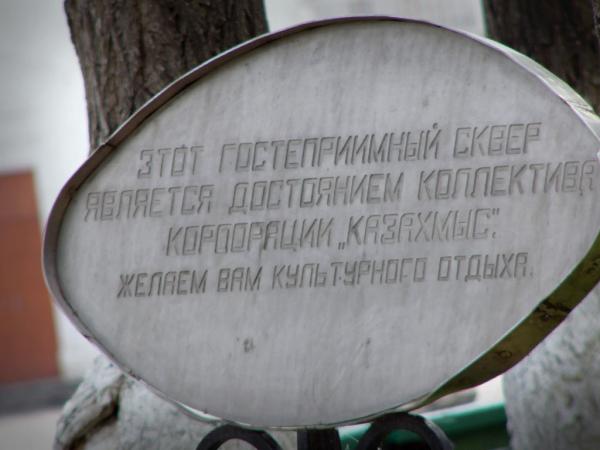 ЭТОТ ГОСТЕПРИИМНЫЙ СКВЕР
ЯВЛЯЕТСЯ ДОСТОЯНИЕМ КОЛЛЕКТИВА
КОРПОРАЦИИ „КАЗАХМЫС".
ЖЕЛАЕМ ВАМ КУЛЬТУРНОГО ОТДЫХА.